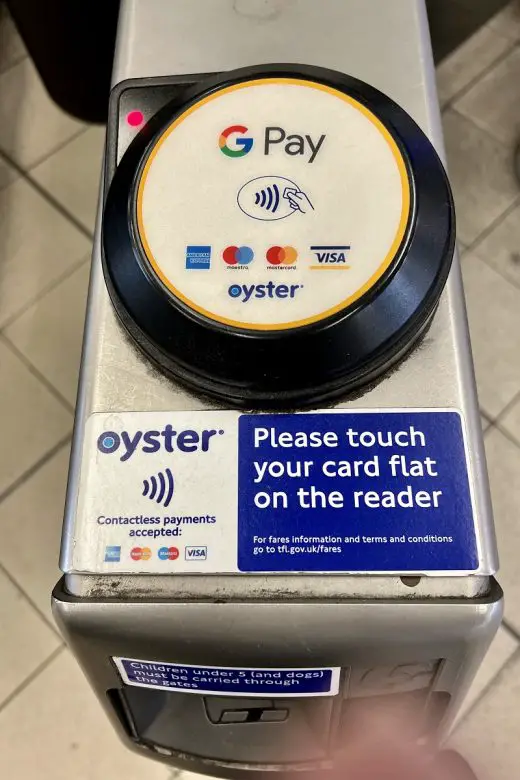 G Pay
AMERICAN EXPRESS
maestro
mastercard
VISA
oyster
oyster
Please touch
your card flat
on the reader
Contactless payments
accepted:
VISA
For fares information and terms and conditions
go to tfl.gov.uk/fares
Children under 5 (and dogs)
must be carried through
the gates